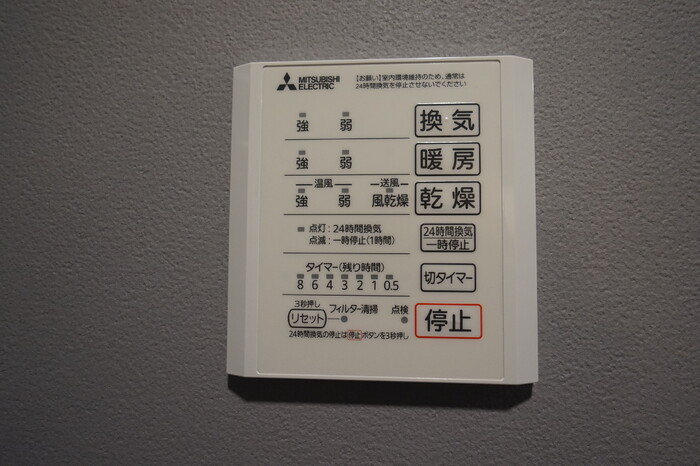 MITSUBISHI
ELECTRIC
【お願い】室内環境維持のため、通常は
24時間換気を停止させないでください
強 弱 換気
強 弱 暖房
温風 送風
強 弱 風乾燥 乾燥
点灯：24時間換気
点滅：一時停止(1時間)
24時間換気
一時停止
タイマー(残り時間)
8 6 4 3 2 1 0.5
切タイマー
3秒押し
リセット フィルター清掃 点検
停止
24時間換気の停止は停止ボタンを3秒押し